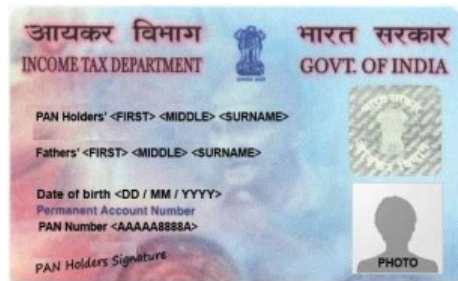 आयकर विभाग
भारत सरकार
INCOME TAX DEPARTMENT
GOVT. OF INDIA
PAN Holders' <FIRST> <MIDDLE> <SURNAME>
Fathers' <FIRST> <MIDDLE> <SURNAME>
Date of birth <DD / MM / YYYY>
Permanent Account Number
PAN Number <AAAAA8888A>
PAN Holders Signature
PHOTO